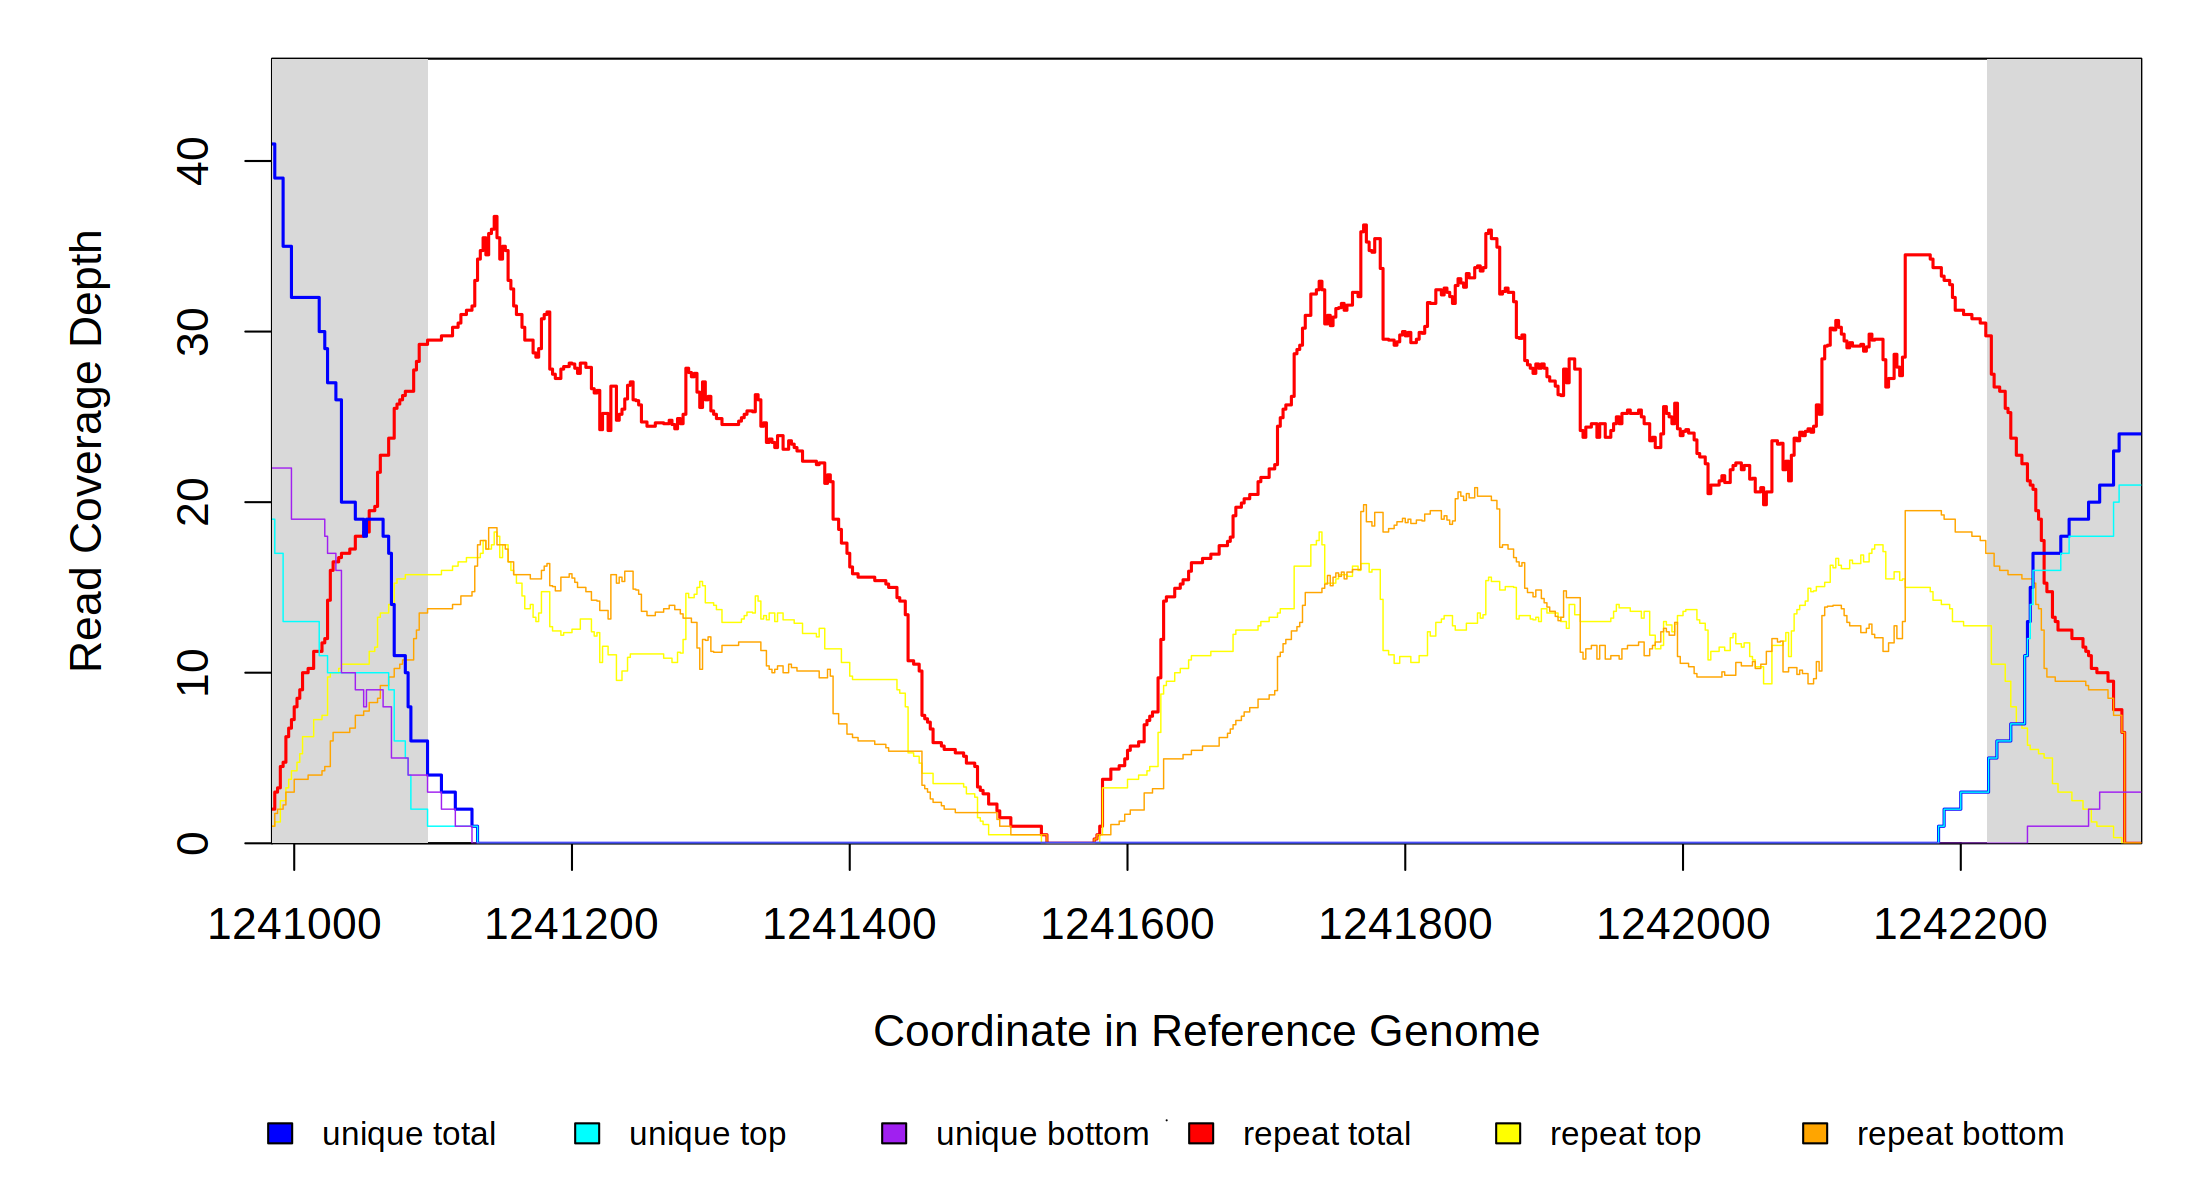 Read Coverage Depth
40
30
20
10
0
1241000 1241200 1241400 1241600 1241800 1242000 1242200
Coordinate in Reference Genome
unique total unique top unique bottom repeat total repeat top repeat bottom